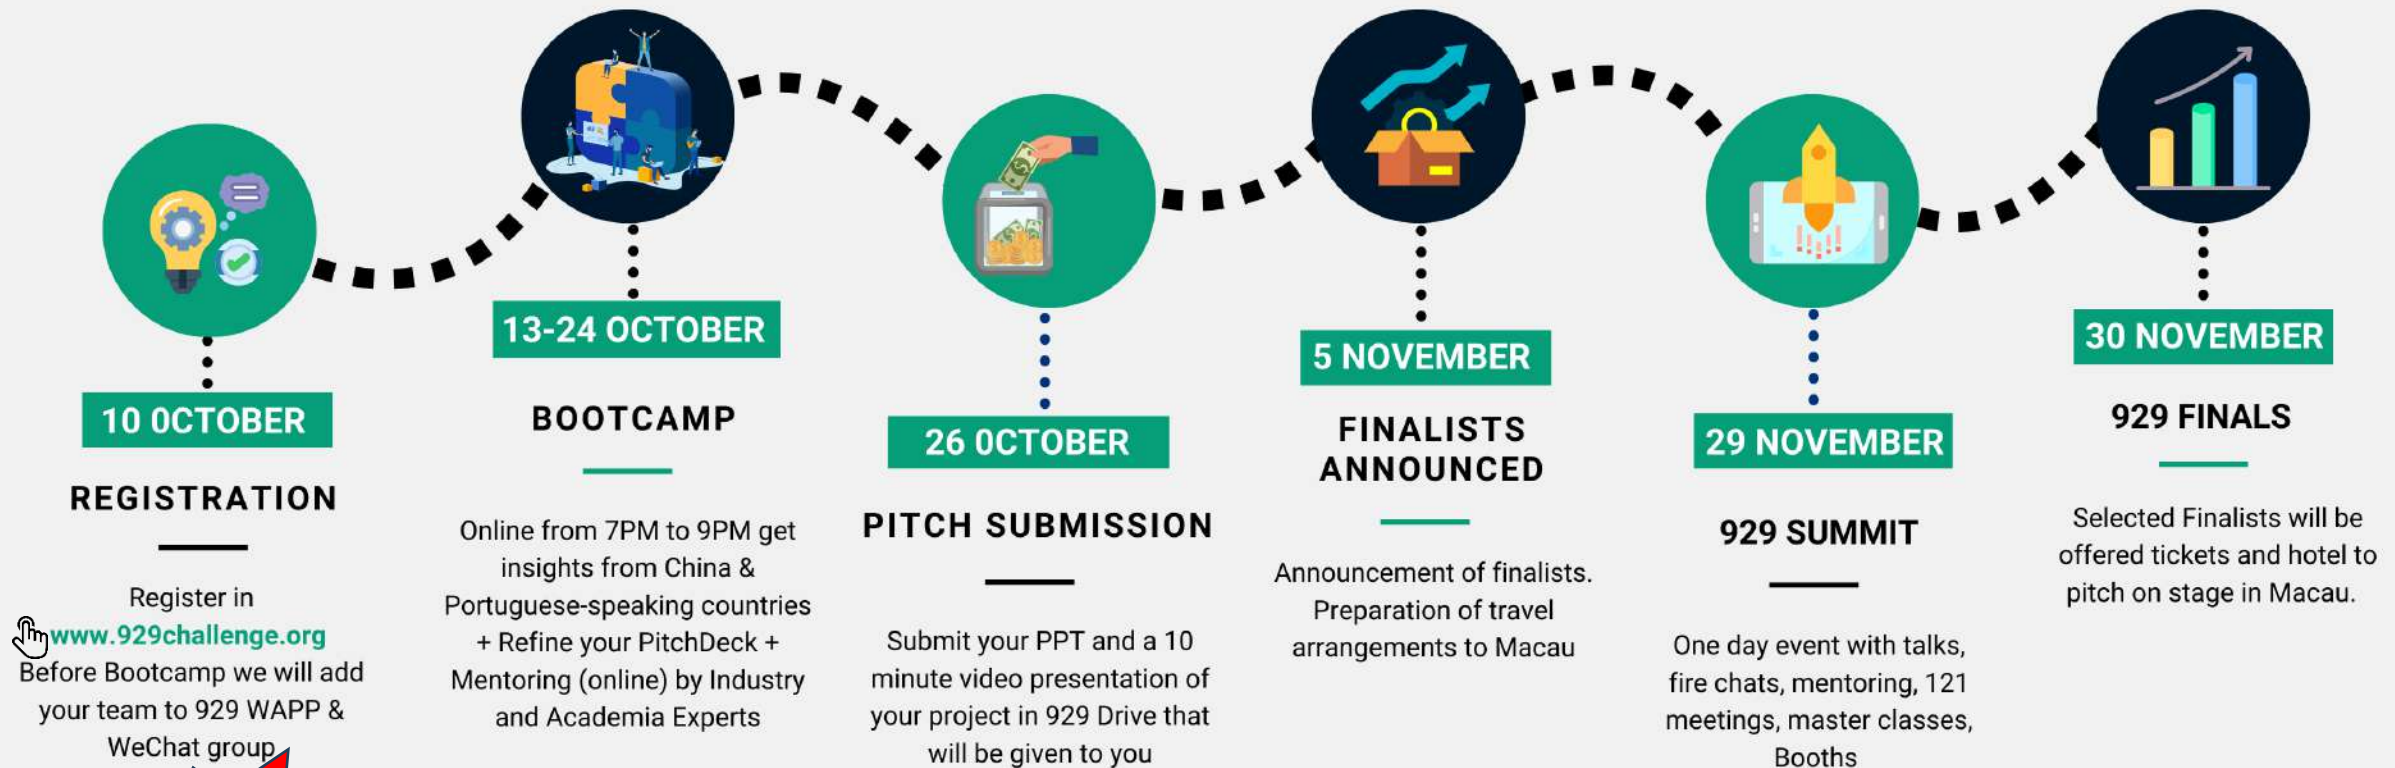 10 0CTOBER
REGISTRATION
Register in
www.929challenge.org
Before Bootcamp we will add
your team to 929 WAPP &
WeChat group
13-24 OCTOBER
BOOTCAMP
Online from 7PM to 9PM get
insights from China &
Portuguese-speaking countries
+ Refine your PitchDeck +
Mentoring (online) by Industry
and Academia Experts
26 0CTOBER
PITCH SUBMISSION
Submit your PPT and a 10
minute video presentation of
your project in 929 Drive that
will be given to you
5 NOVEMBER
FINALISTS
ANNOUNCED
Announcement of finalists.
Preparation of travel
arrangements to Macau
29 NOVEMBER
929 SUMMIT
One day event with talks,
fire chats, mentoring, 121
meetings, master classes,
Booths
30 NOVEMBER
929 FINALS
Selected Finalists will be
offered tickets and hotel to
pitch on stage in Macau.